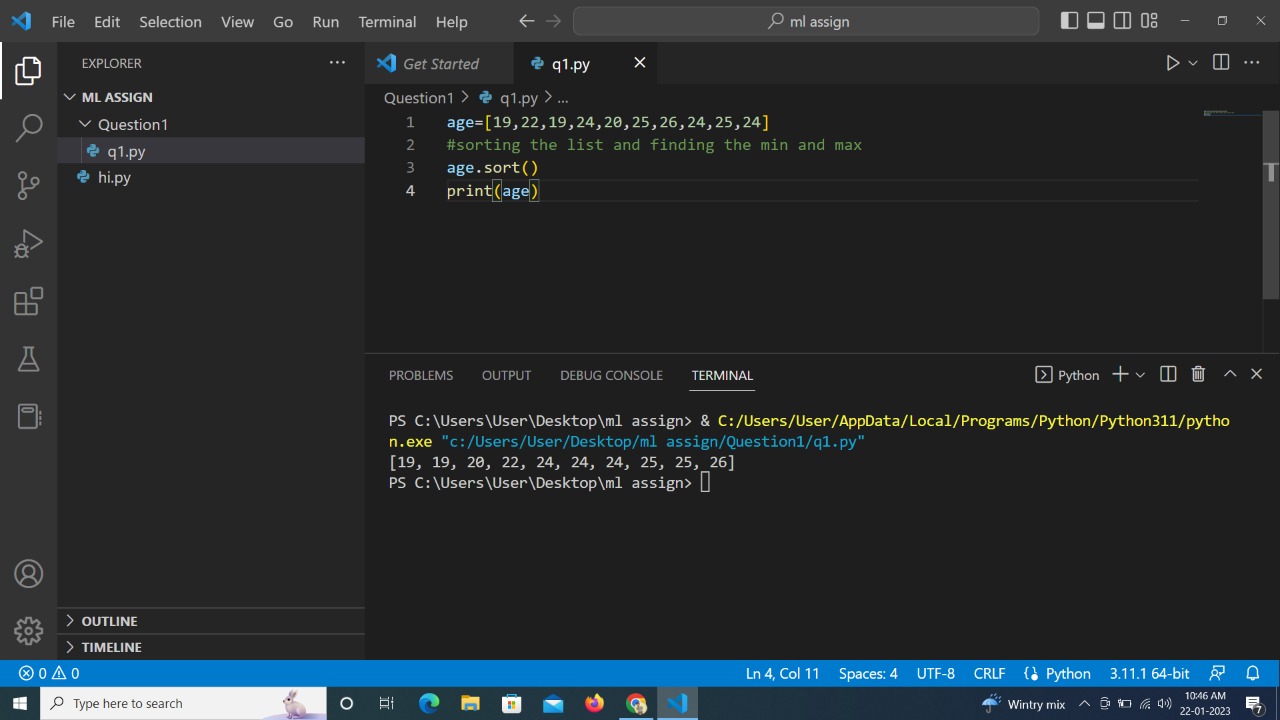 File Edit Selection View Go Run Terminal Help ml assign
EXPLORER
ML ASSIGN
Question1
q1.py
hi.py
OUTLINE
TIMELINE
Get Started q1.py
Question1 > q1.py > ...
1 age=[19,22,19,24,20,25,26,24,25,24]
2 #sorting the list and finding the min and max
3 age.sort()
4 print(age)
PROBLEMS OUTPUT DEBUG CONSOLE TERMINAL Python
PS C:\Users\User\Desktop\ml assign> & C:/Users/User/AppData/Local/Programs/Python/Python311/pytho
n.exe "c:/Users/User/Desktop/ml assign/Question1/q1.py"
[19, 19, 20, 22, 24, 24, 24, 25, 25, 26]
PS C:\Users\User\Desktop\ml assign>
0 0 Ln 4, Col 11 Spaces: 4 UTF-8 CRLF Python 3.11.1 64-bit
Type here to search Wintry mix 10:46 AM
22-01-2023 7